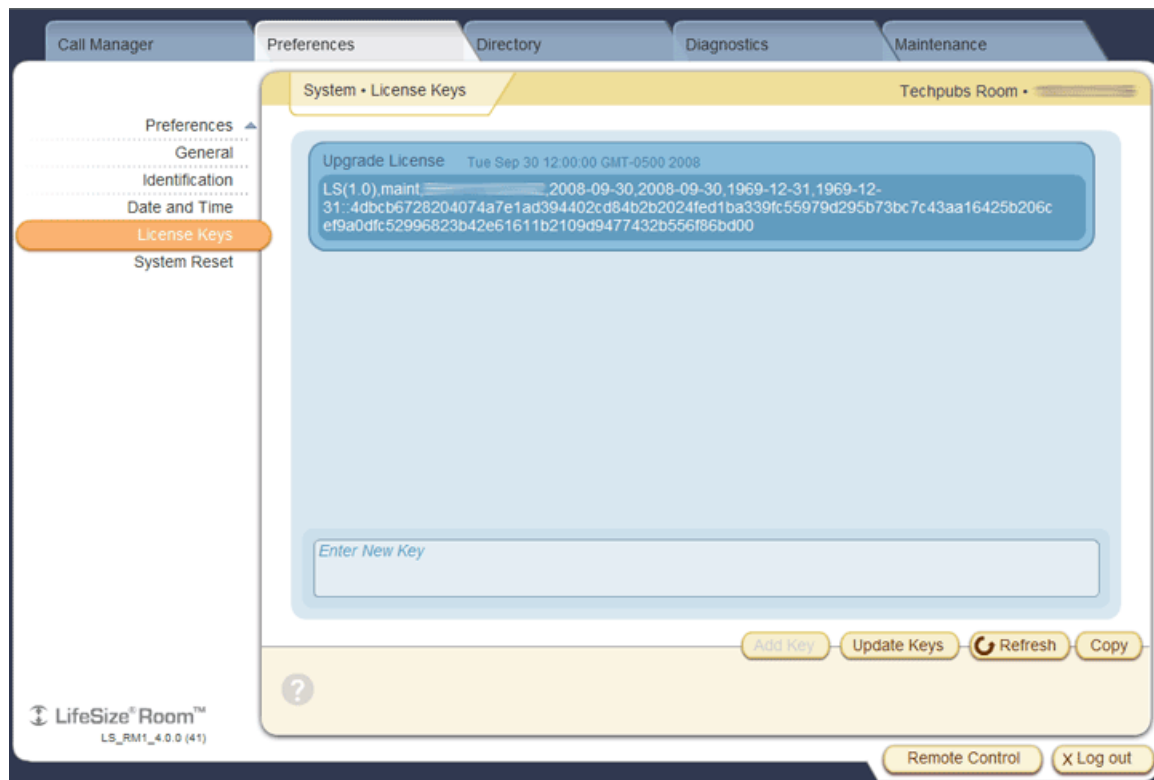 Call Manager
Preferences
Directory
Diagnostics
Maintenance
System • License Keys
Techpubs Room •
Preferences
General
Identification
Date and Time
License Keys
System Reset
Upgrade License Tue Sep 30 12:00:00 GMT-0500 2008
LS(1.0),maint, ,2008-09-30,2008-09-30,1969-12-31,1969-12-
31::4dbcb6728204074a7e1ad394402cd84b2b2024fed1ba339fc55979d295b73bc7c43aa16425b206c
ef9a0dfc52996823b42e61611b2109d9477432b556f86bd00
Enter New Key
Add Key
Update Keys
Refresh
Copy
?
LifeSize® Room™
LS_RM1_4.0.0 (41)
Remote Control
X Log out